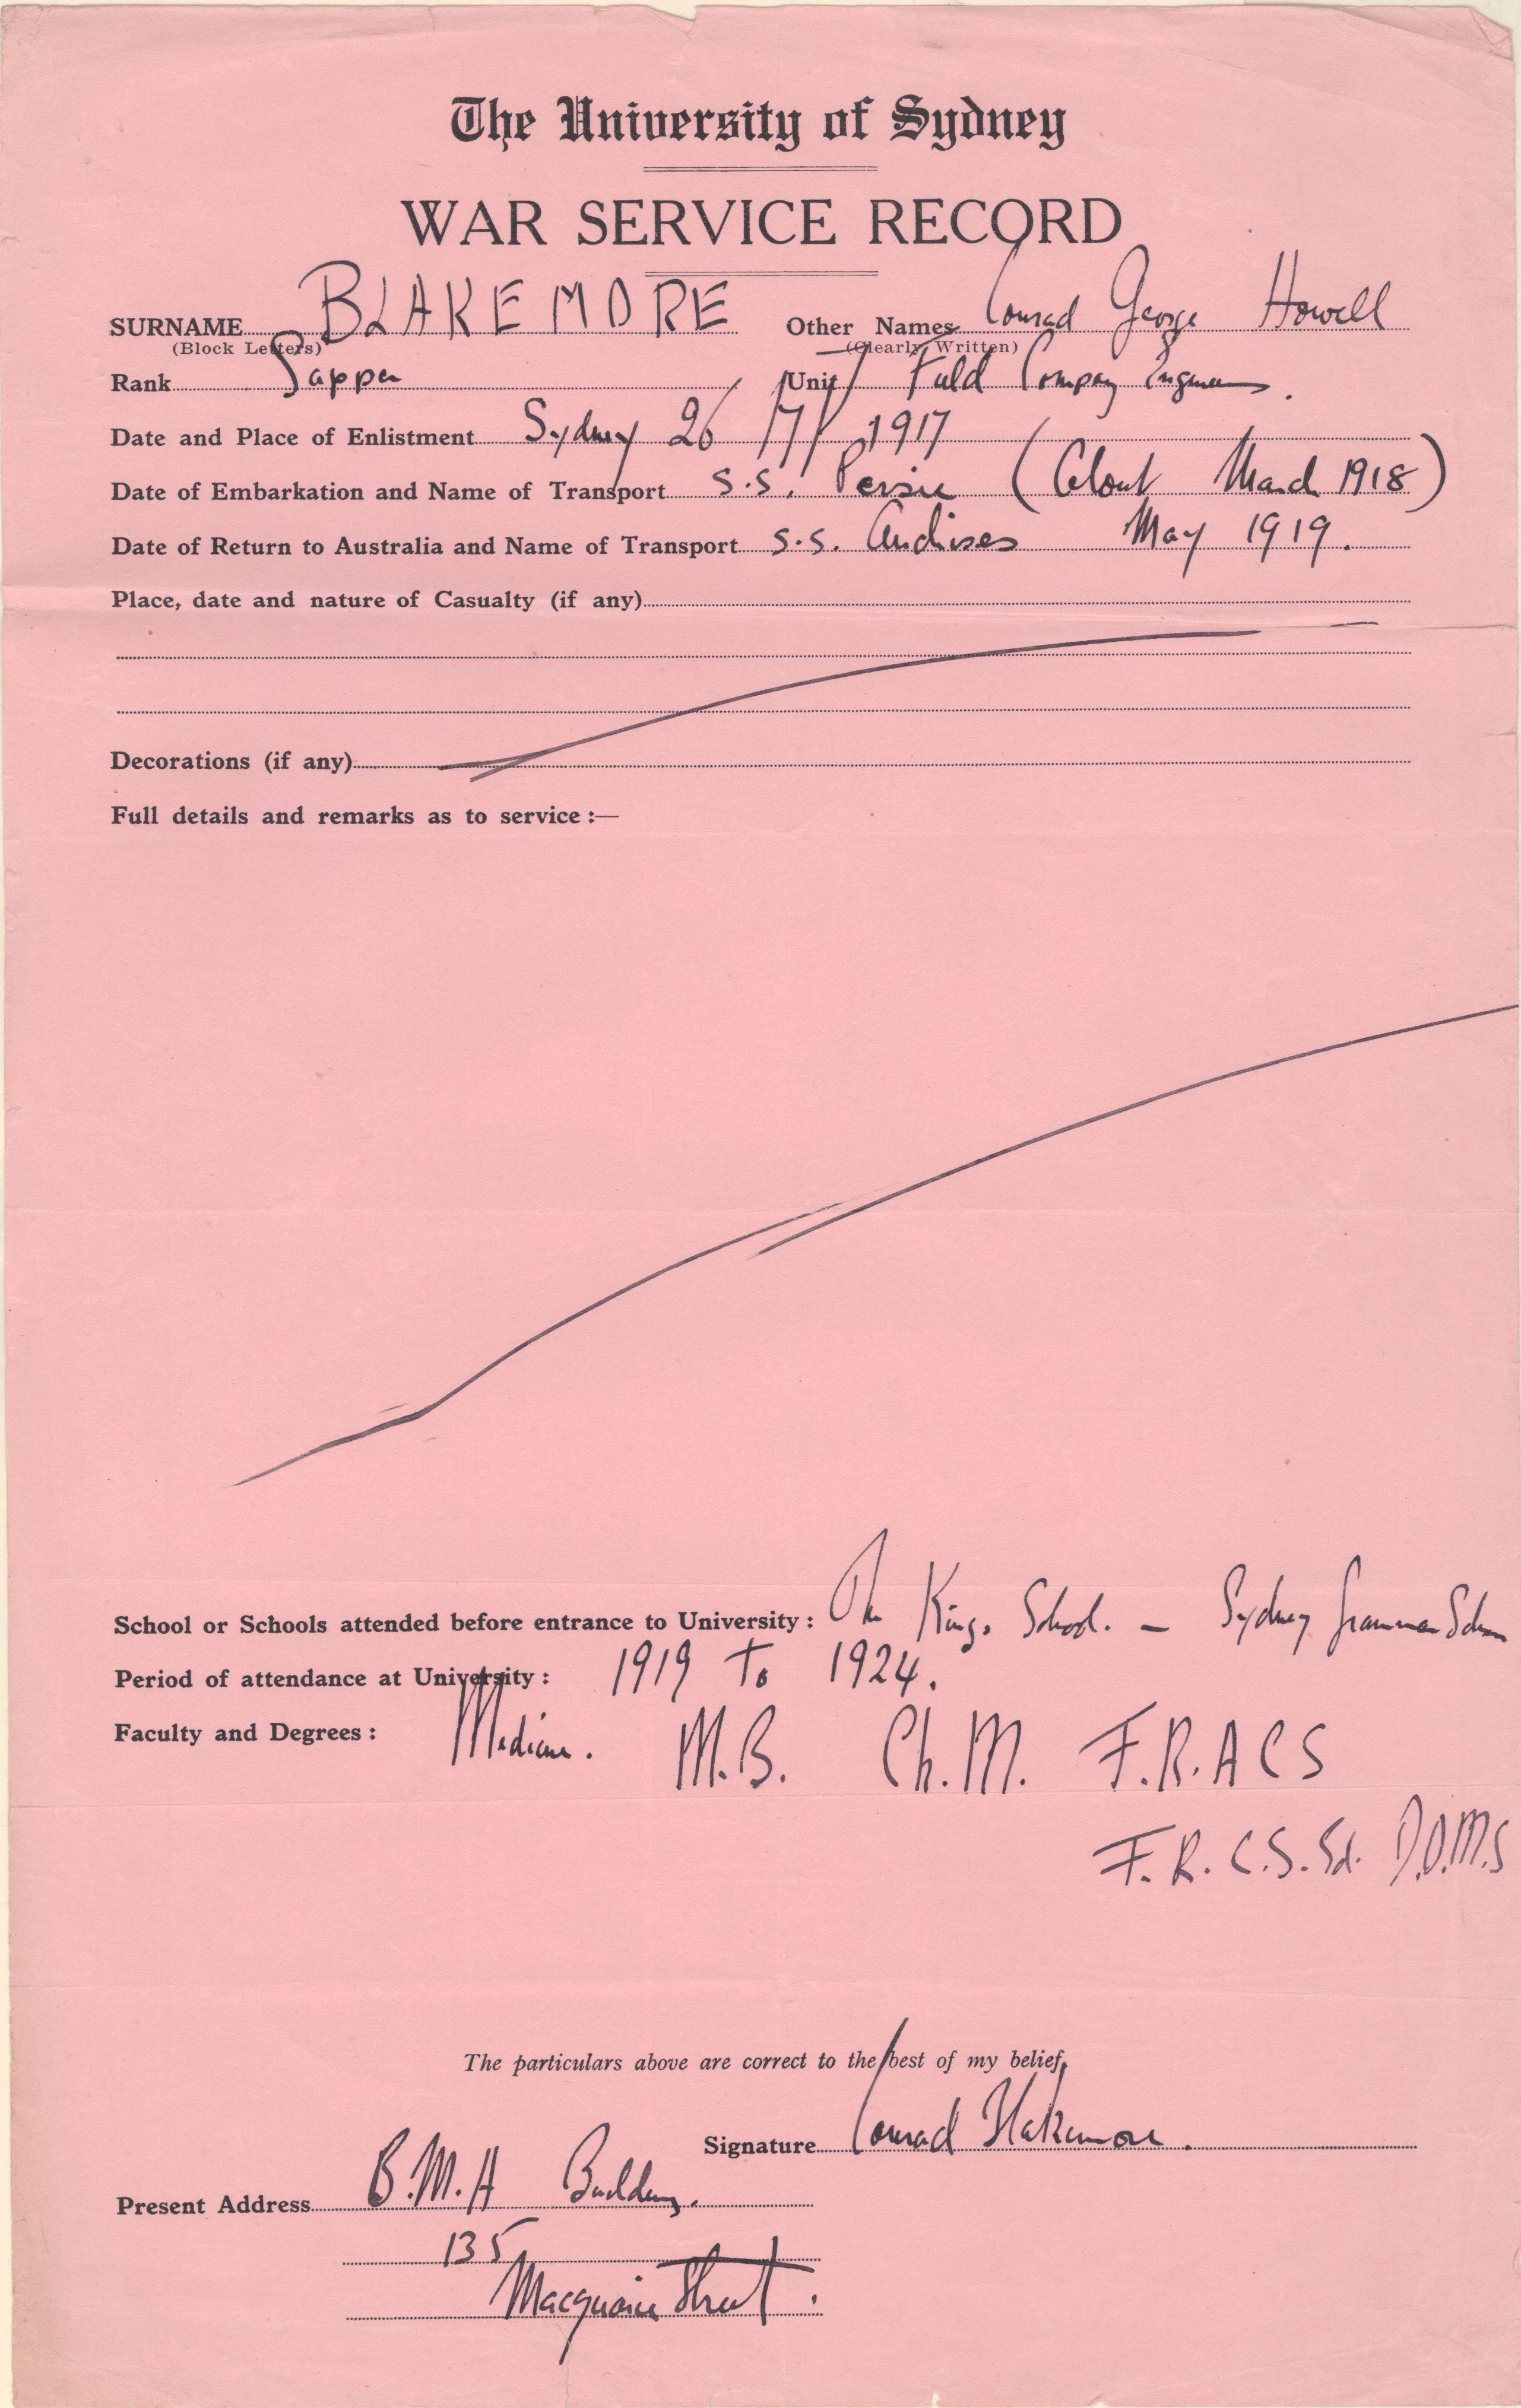 The University of Sydney
WAR SERVICE RECORD
SURNAME BLAKEMORE Other Names Conrad George Howell
(Block Letters) (Clearly Written)
Rank Sapper Unit Field Company Engineers.
Date and Place of Enlistment Sydney 26/7/1917
Date of Embarkation and Name of Transport S.S. Persic (About March 1918)
Date of Return to Australia and Name of Transport S.S. Anchises May 1919.
Place, date and nature of Casualty (if any)
Decorations (if any)
Full details and remarks as to service :—
School or Schools attended before entrance to University : The Kings School. — Sydney Grammar School
Period of attendance at University : 1919 To 1924.
Faculty and Degrees : Medicine. M.B. Ch.M. F.R.A C S
F.R.C.S.Ed. D.O.M.S
The particulars above are correct to the best of my belief,
Signature Conrad Blakemore.
Present Address B.M.A Building.
135
Macquarie Street.